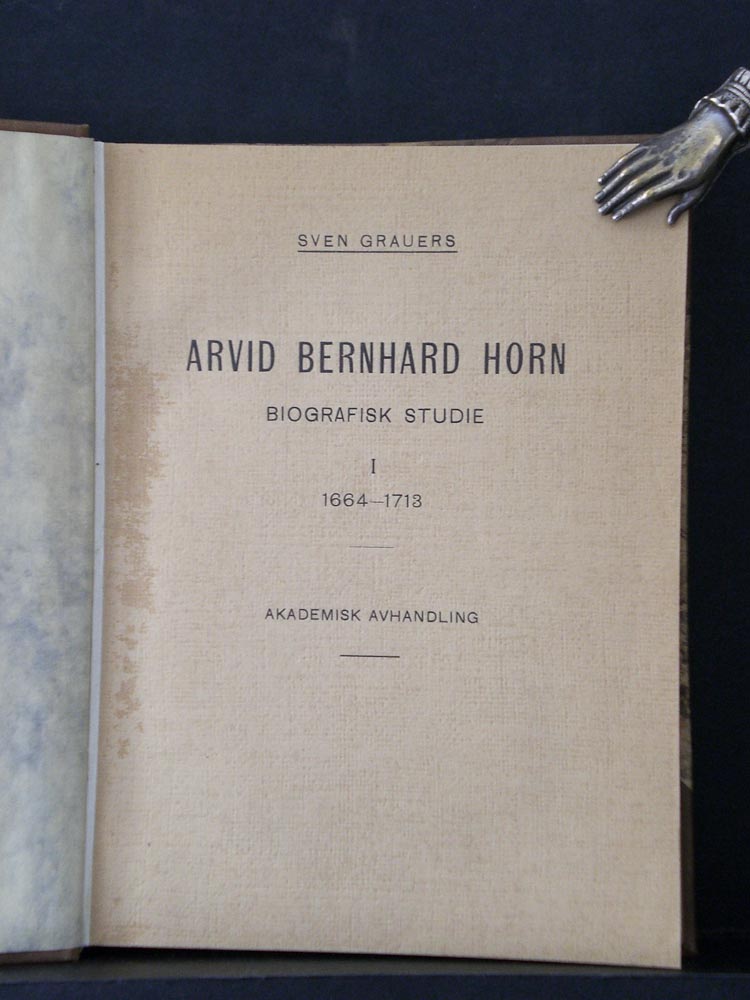 SVEN GRAUERS
ARVID BERNHARD HORN
BIOGRAFISK STUDIE
I
1664—1713
AKADEMISK AVHANDLING